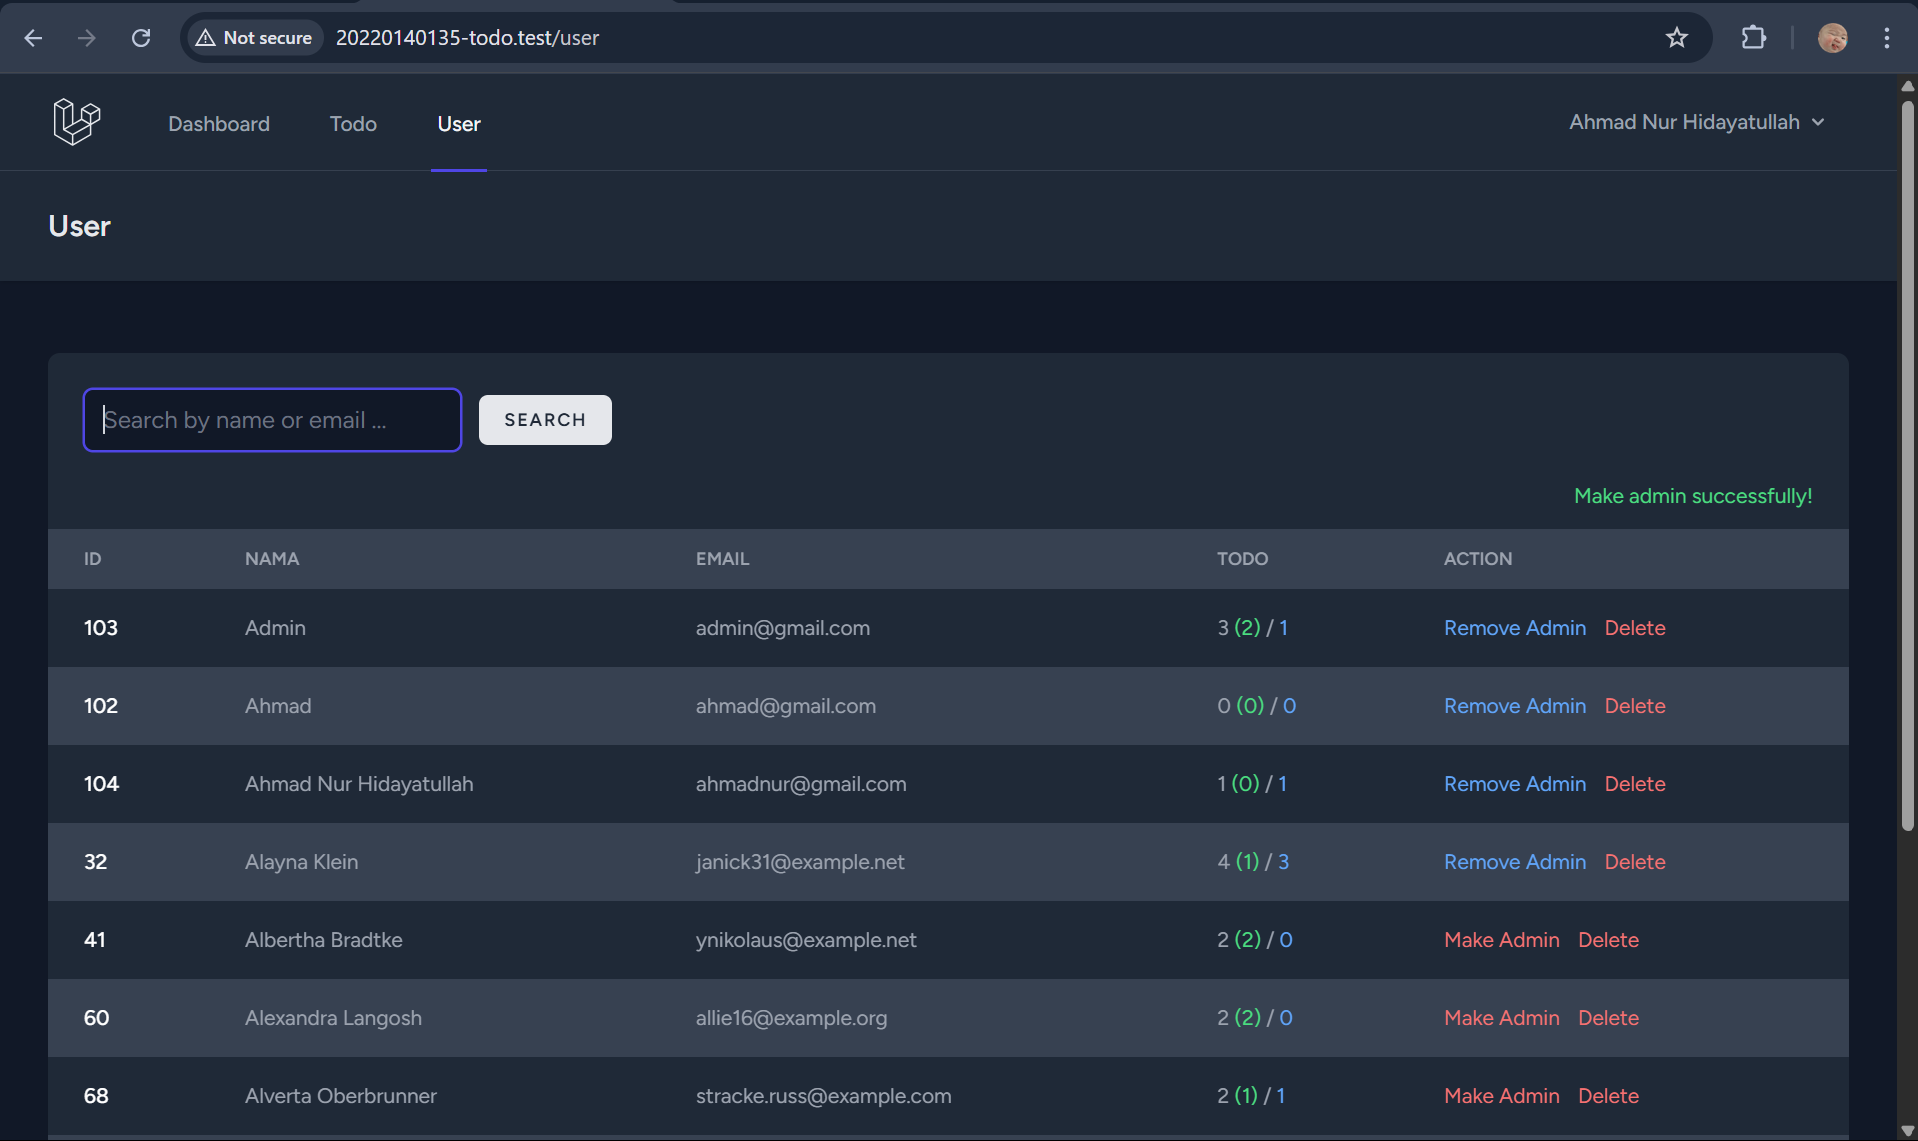 Not secure 20220140135-todo.test/user
Dashboard Todo User Ahmad Nur Hidayatullah
User
Search by name or email ... SEARCH
Make admin successfully!
ID NAMA EMAIL TODO ACTION
103 Admin admin@gmail.com 3 (2) / 1 Remove Admin Delete
102 Ahmad ahmad@gmail.com 0 (0) / 0 Remove Admin Delete
104 Ahmad Nur Hidayatullah ahmadnur@gmail.com 1 (0) / 1 Remove Admin Delete
32 Alayna Klein janick31@example.net 4 (1) / 3 Remove Admin Delete
41 Albertha Bradtke ynikolaus@example.net 2 (2) / 0 Make Admin Delete
60 Alexandra Langosh allie16@example.org 2 (2) / 0 Make Admin Delete
68 Alverta Oberbrunner stracke.russ@example.com 2 (1) / 1 Make Admin Delete